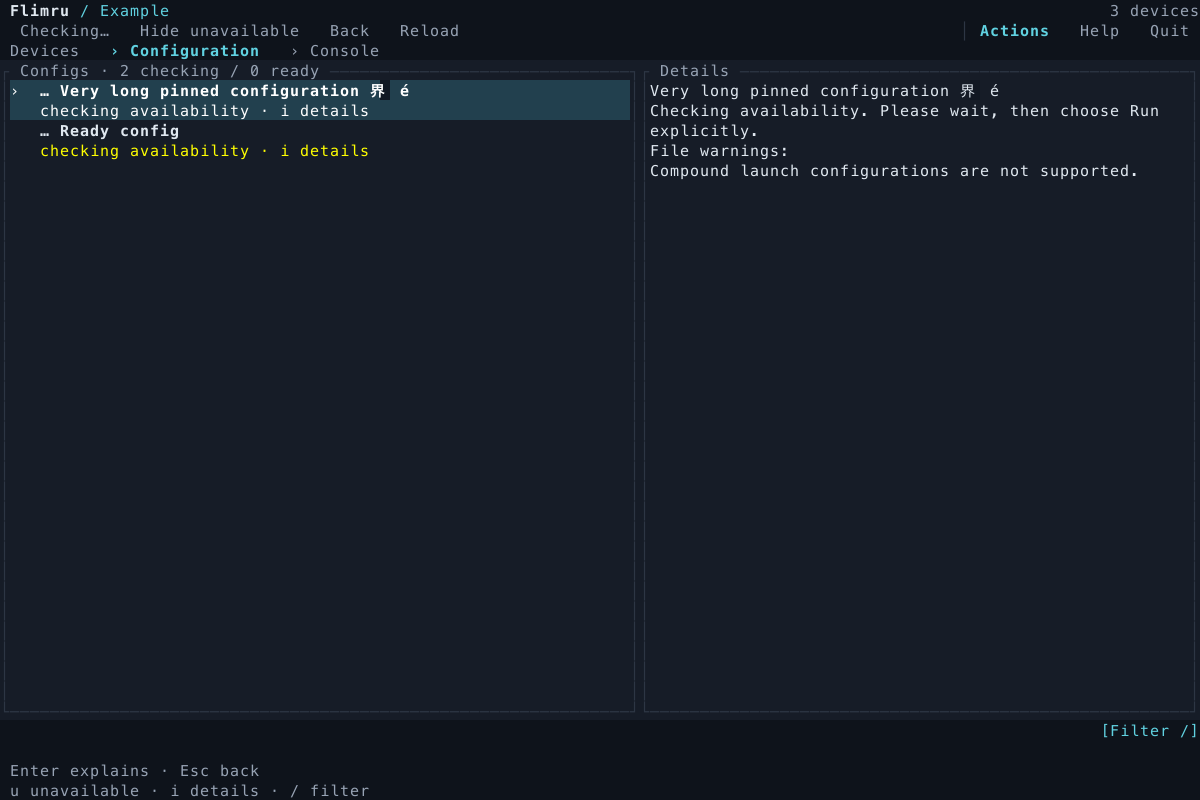 Flimru / Example 3 devices
Checking… Hide unavailable Back Reload Actions Help Quit
Devices › Configuration › Console
Configs · 2 checking / 0 ready
› … Very long pinned configuration 界 é
checking availability · i details
… Ready config
checking availability · i details
Details
Very long pinned configuration 界 é
Checking availability. Please wait, then choose Run
explicitly.
File warnings:
Compound launch configurations are not supported.
[Filter /]
Enter explains · Esc back
u unavailable · i details · / filter